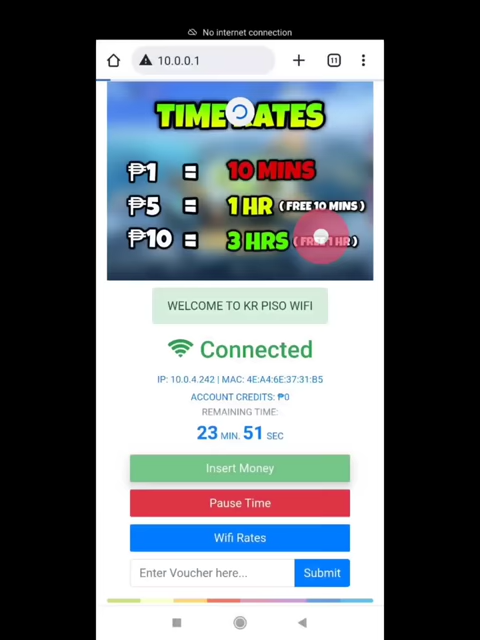 No internet connection
10.0.0.1
11
TIME RATES
₱1 = 10 MINS
₱5 = 1 HR ( FREE 10 MINS )
₱10 = 3 HRS ( FREE 1 HR )
WELCOME TO KR PISO WIFI
Connected
IP: 10.0.4.242 | MAC: 4E:A4:6E:37:31:B5
ACCOUNT CREDITS: ₱0
REMAINING TIME:
23 MIN. 51 SEC
Insert Money
Pause Time
Wifi Rates
Enter Voucher here... Submit